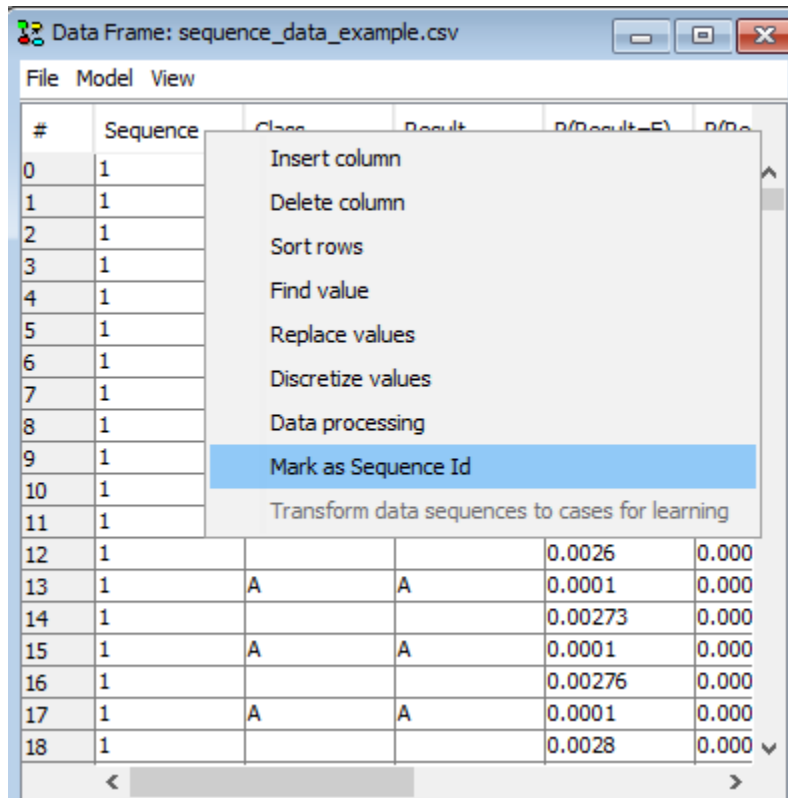 Data Frame: sequence_data_example.csv
File Model View
# Sequence Class Result P(Result=F) P(Re
0 1 Insert column
1 1 Delete column
2 1 Sort rows
3 1
4 1 Find value
5 1 Replace values
6 1
7 1 Discretize values
8 1 Data processing
9 1 Mark as Sequence Id
10 1
11 1 Transform data sequences to cases for learning
12 1 0.0026 0.000
13 1 A A 0.0001 0.000
14 1 0.00273 0.000
15 1 A A 0.0001 0.000
16 1 0.00276 0.000
17 1 A A 0.0001 0.000
18 1 0.0028 0.000